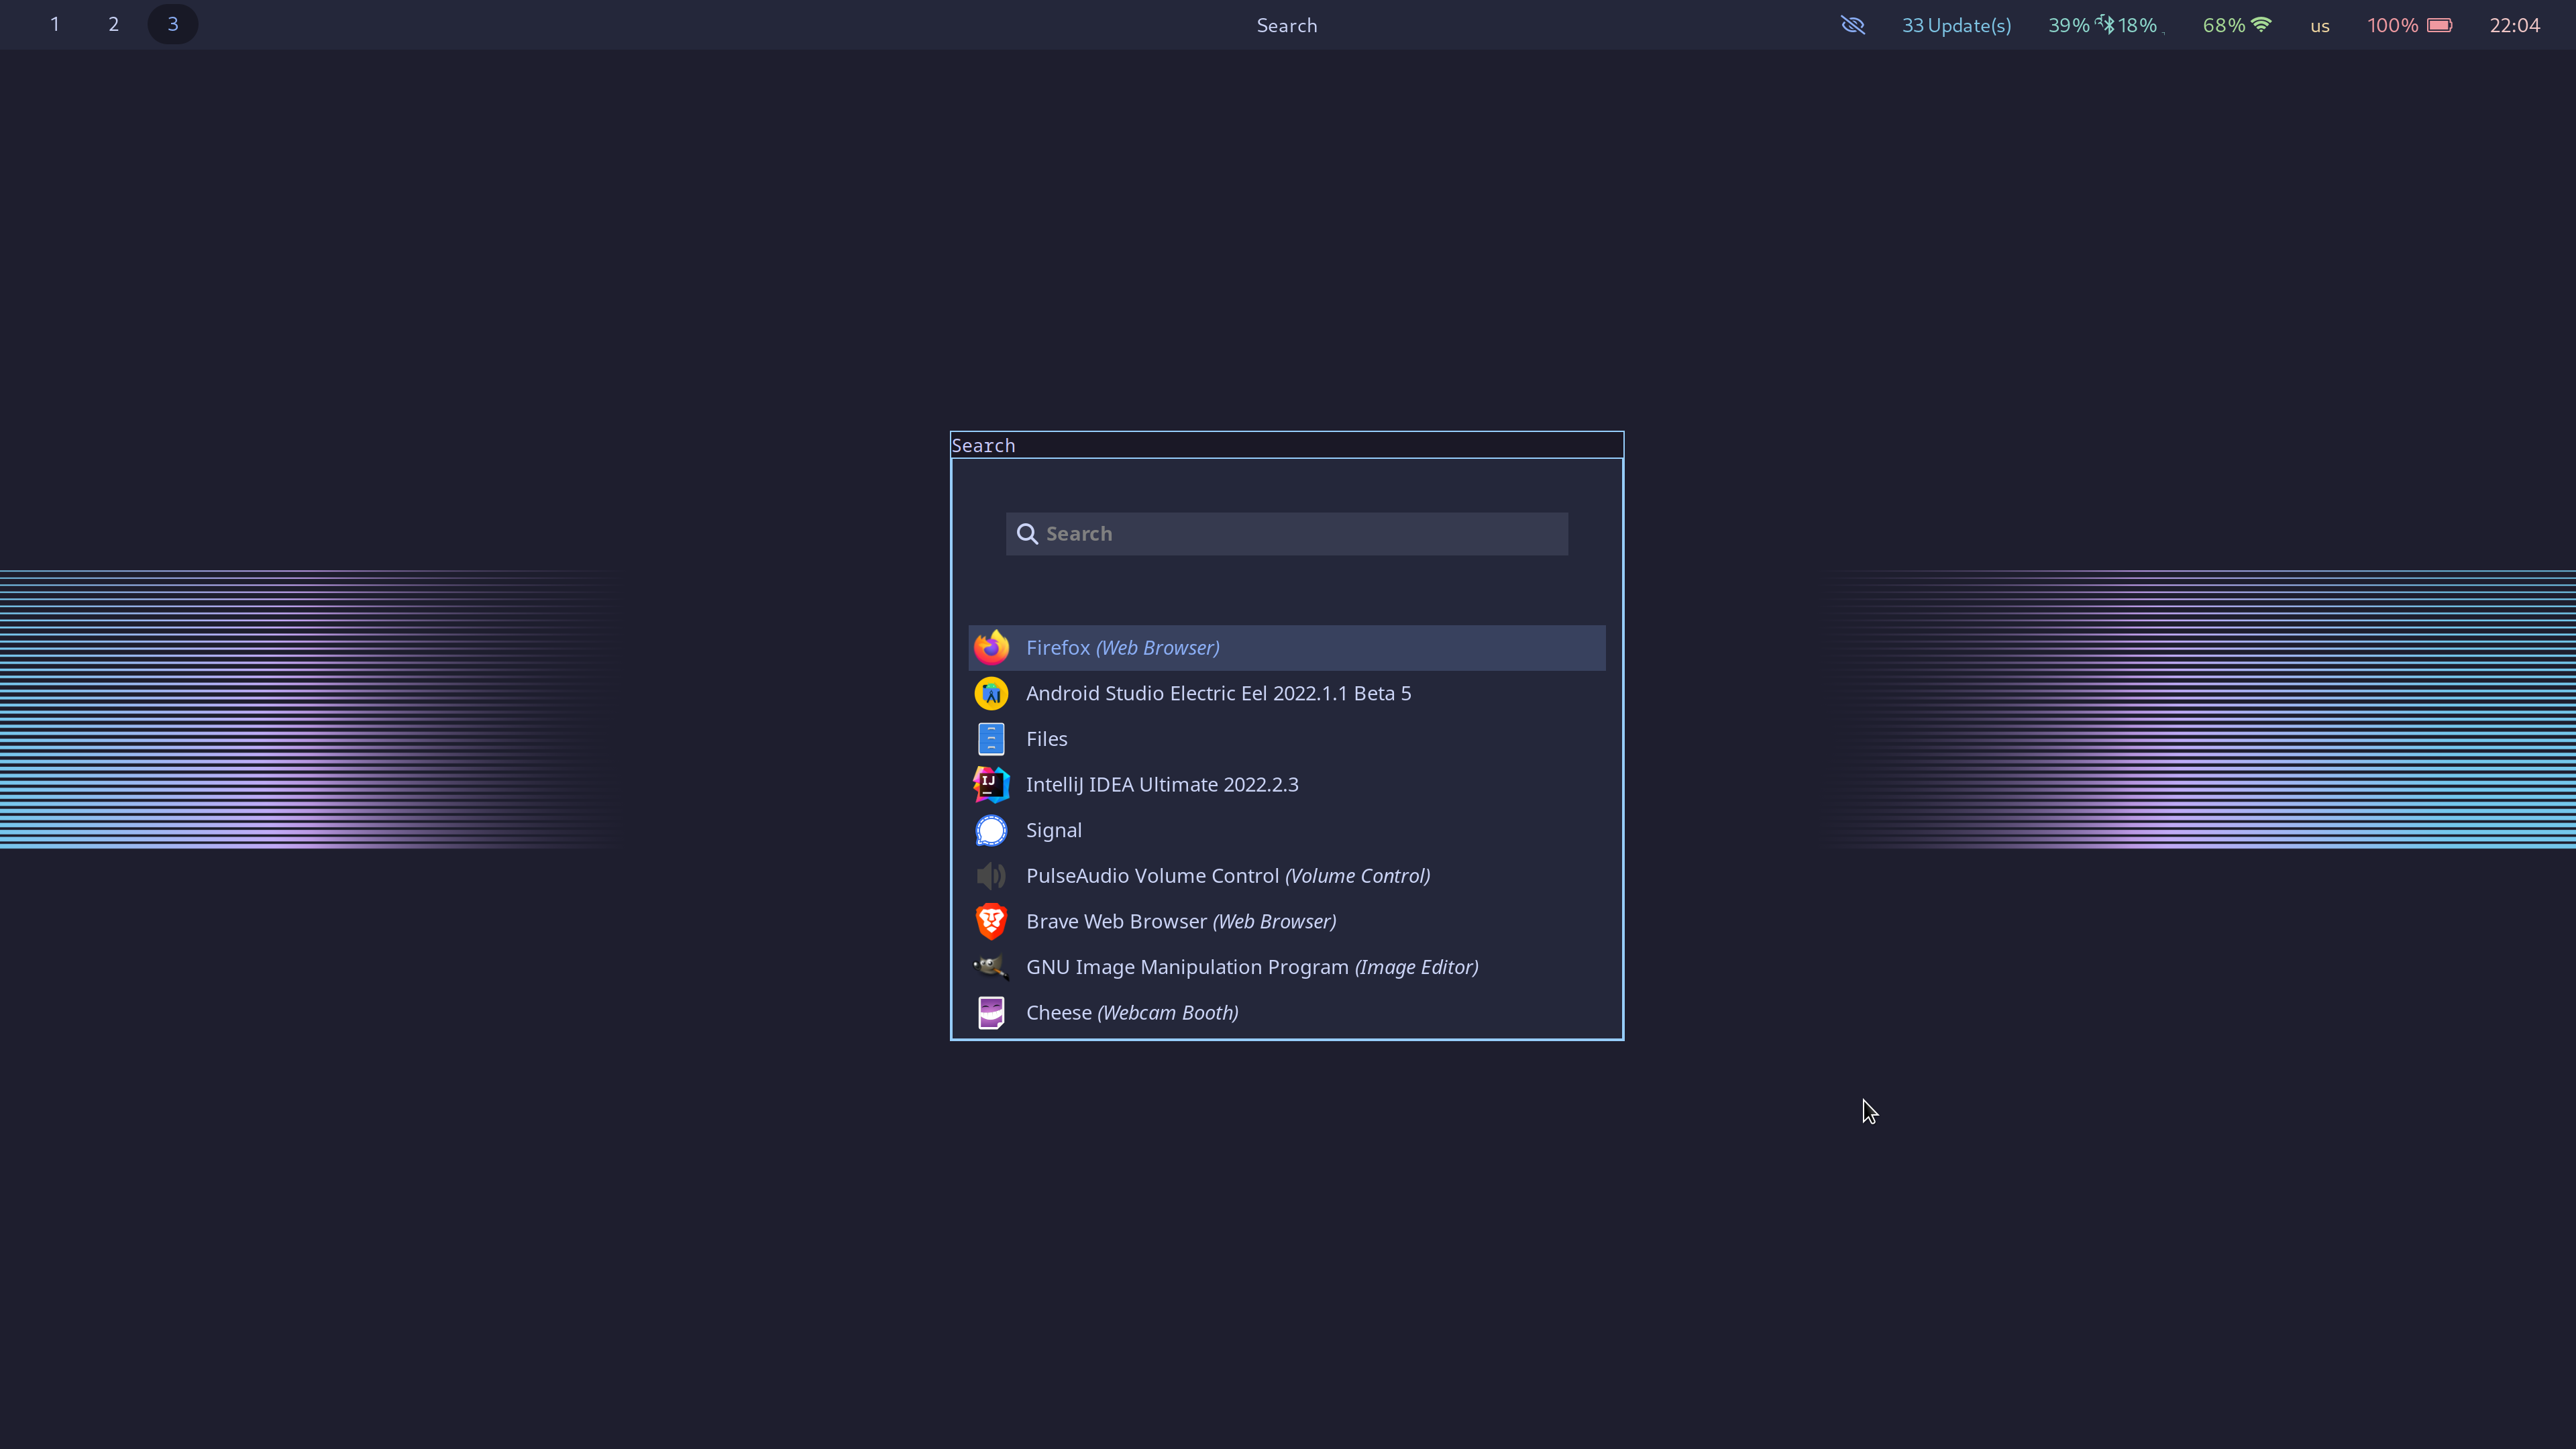 1 2 3 Search 33 Update(s) 39% 18% 68% us 100% 22:04
Search
Search
Firefox (Web Browser)
Android Studio Electric Eel 2022.1.1 Beta 5
Files
IntelliJ IDEA Ultimate 2022.2.3
Signal
PulseAudio Volume Control (Volume Control)
Brave Web Browser (Web Browser)
GNU Image Manipulation Program (Image Editor)
Cheese (Webcam Booth)